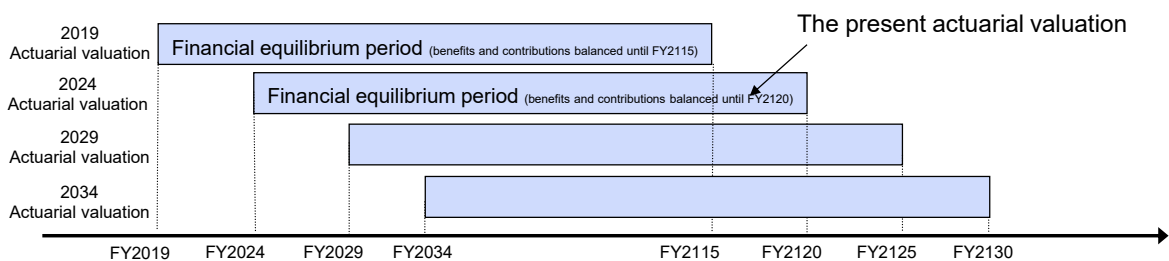 The present actuarial valuation
2019
Actuarial valuation
Financial equilibrium period (benefits and contributions balanced until FY2115)
2024
Actuarial valuation
Financial equilibrium period (benefits and contributions balanced until FY2120)
2029
Actuarial valuation
2034
Actuarial valuation
FY2019 FY2024 FY2029 FY2034 FY2115 FY2120 FY2125 FY2130